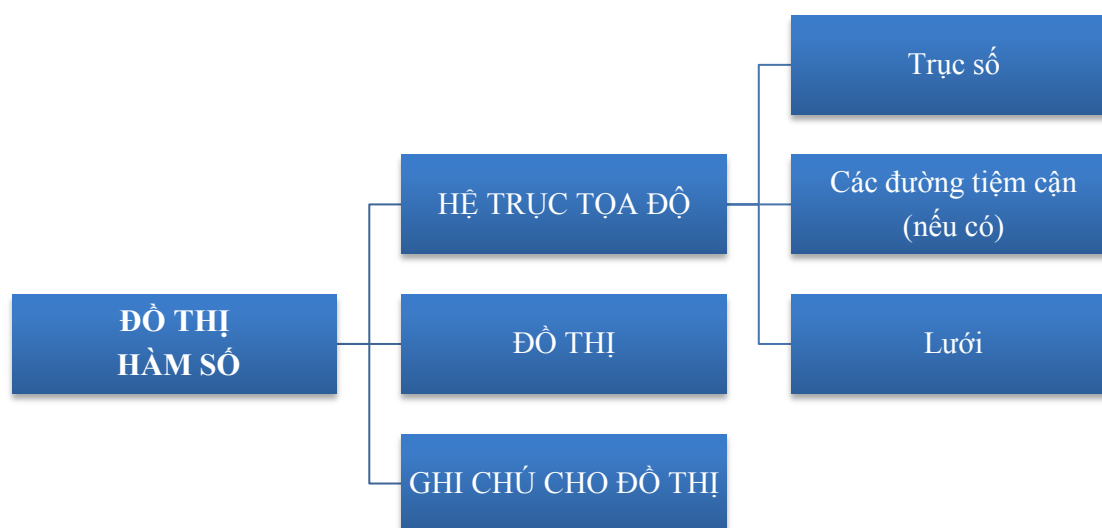 Trục số
HỆ TRỤC TỌA ĐỘ
Các đường tiệm cận
(nếu có)
ĐỒ THỊ
HÀM SỐ
ĐỒ THỊ
Lưới
GHI CHÚ CHO ĐỒ THỊ